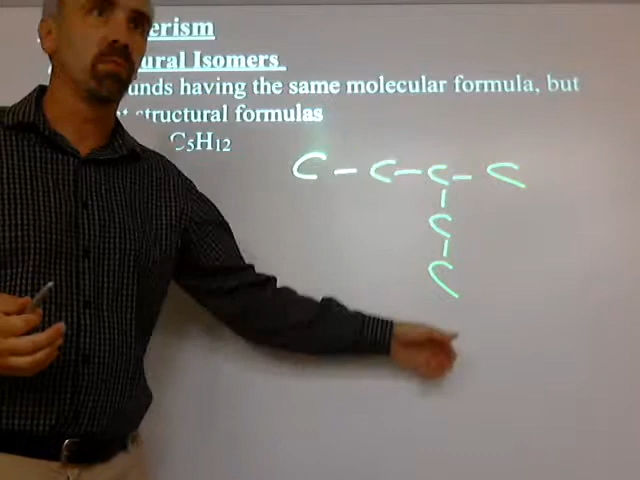 erism
ural Isomers
unds having the same molecular formula, but
t structural formulas
C5H12
C - C - C - C
C
C